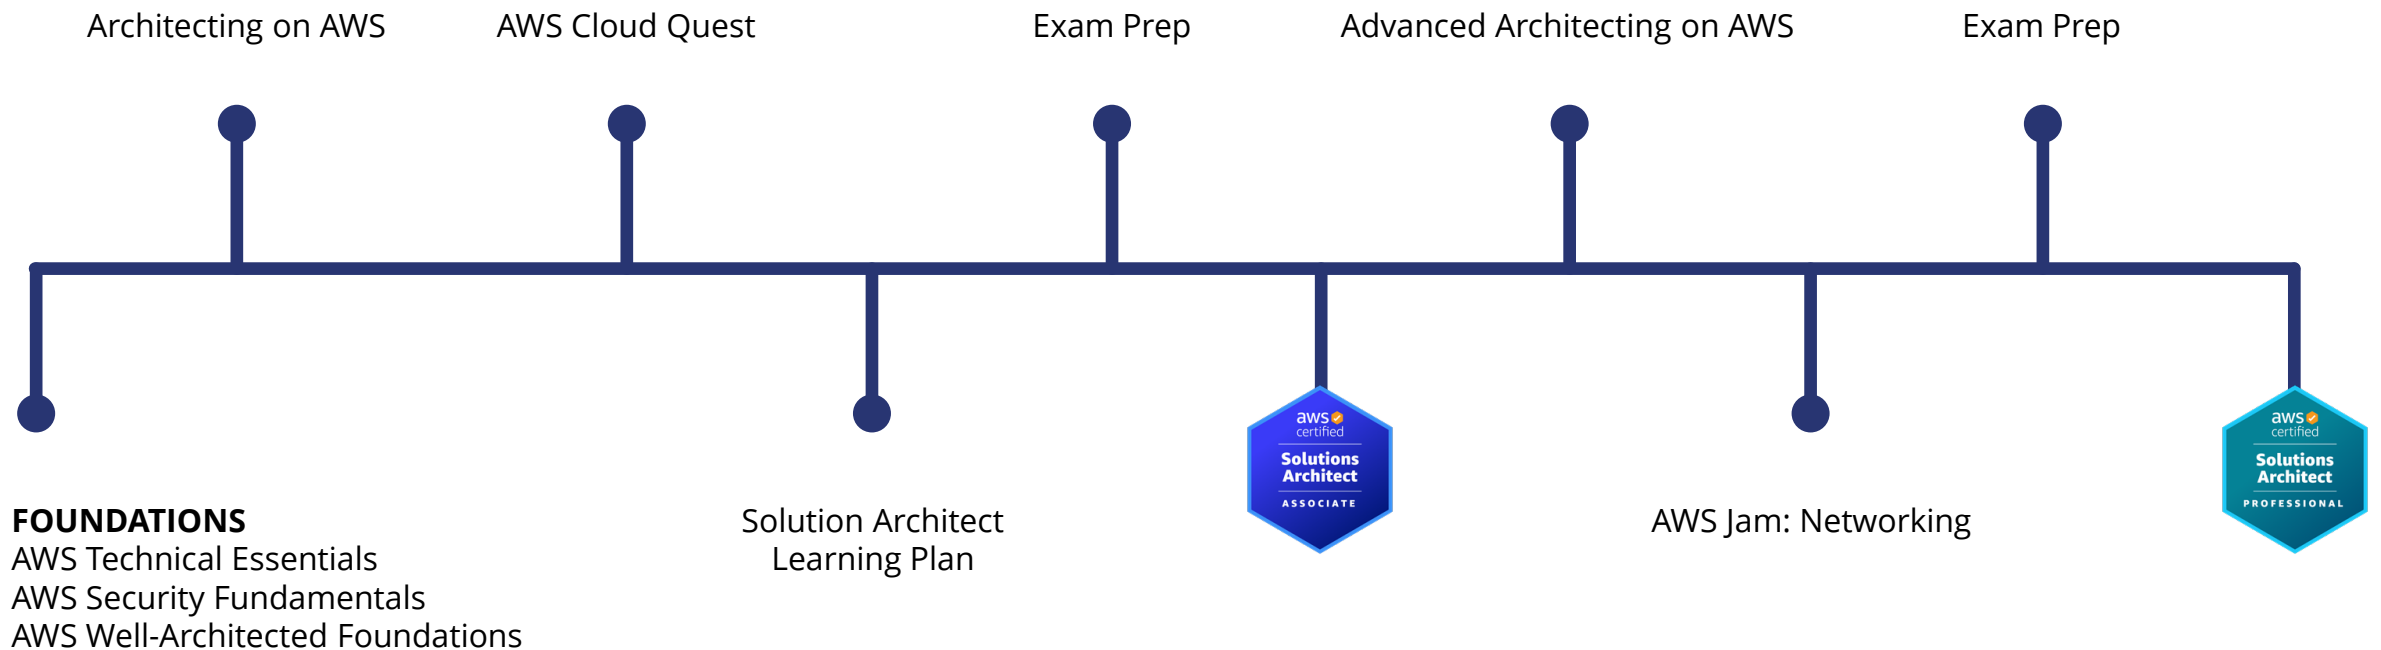 Architecting on AWS
AWS Cloud Quest
Exam Prep
Advanced Architecting on AWS
Exam Prep
FOUNDATIONS
AWS Technical Essentials
AWS Security Fundamentals
AWS Well-Architected Foundations
Solution Architect
Learning Plan
aws
certified
Solutions
Architect
ASSOCIATE
AWS Jam: Networking
aws
certified
Solutions
Architect
PROFESSIONAL